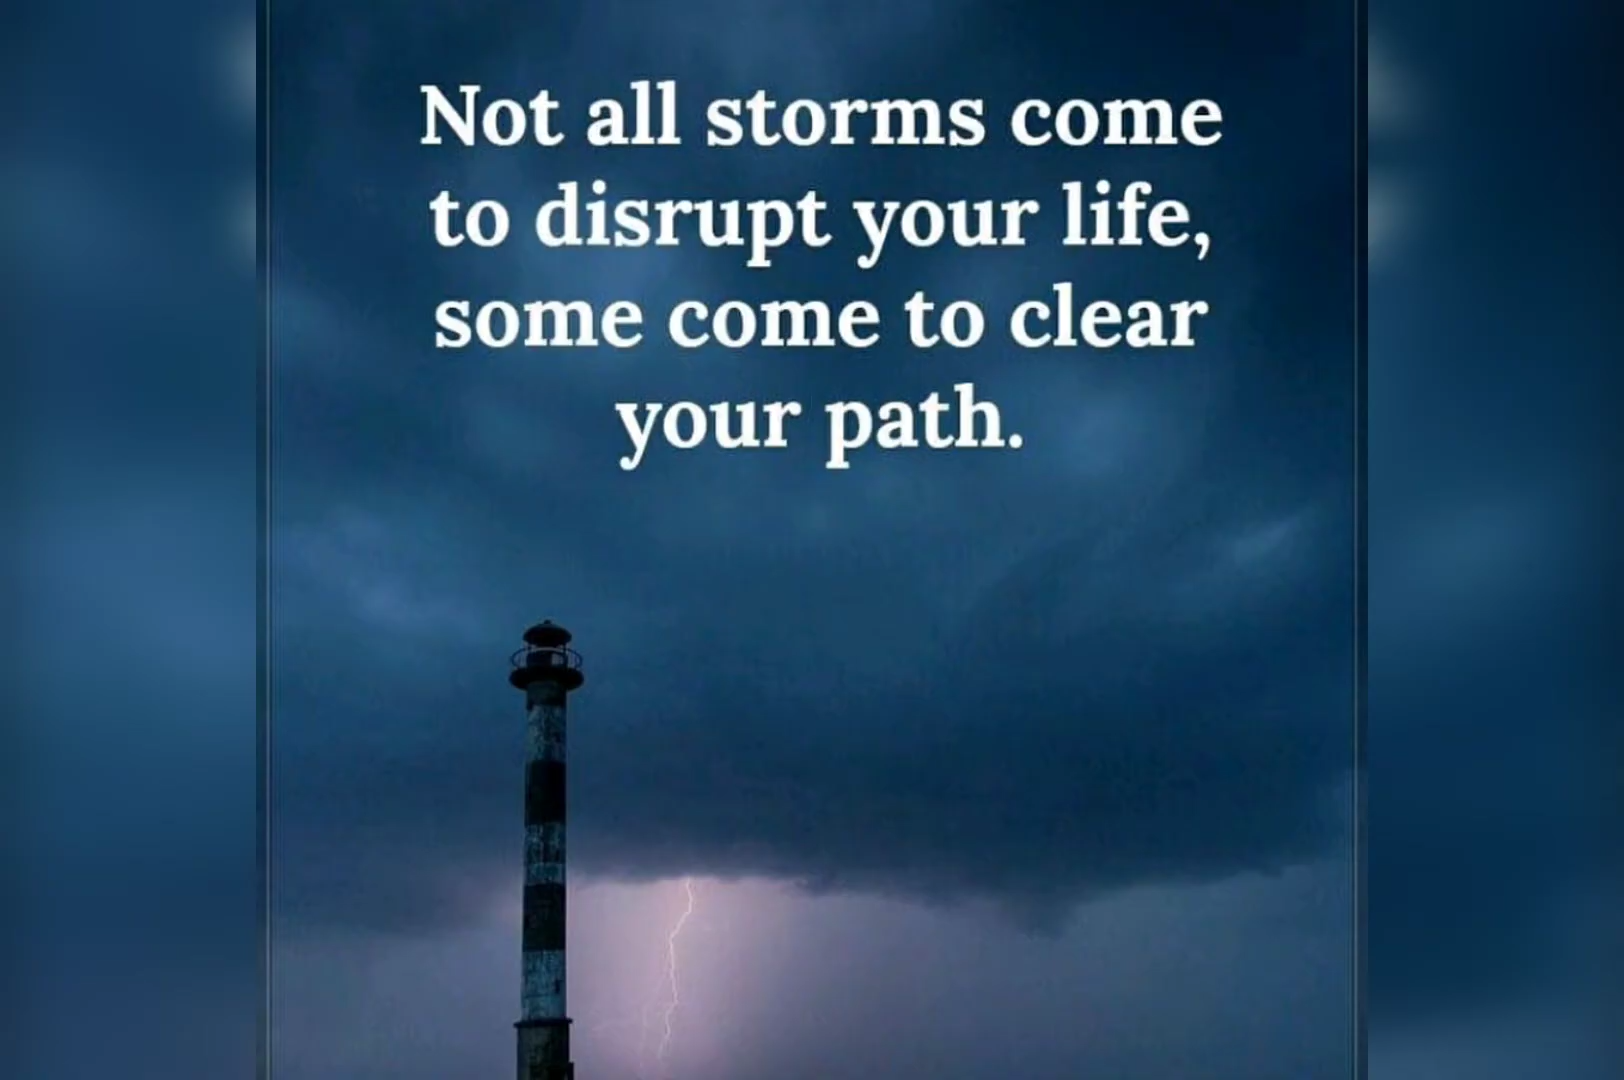 Not all storms come
to disrupt your life,
some come to clear
your path.